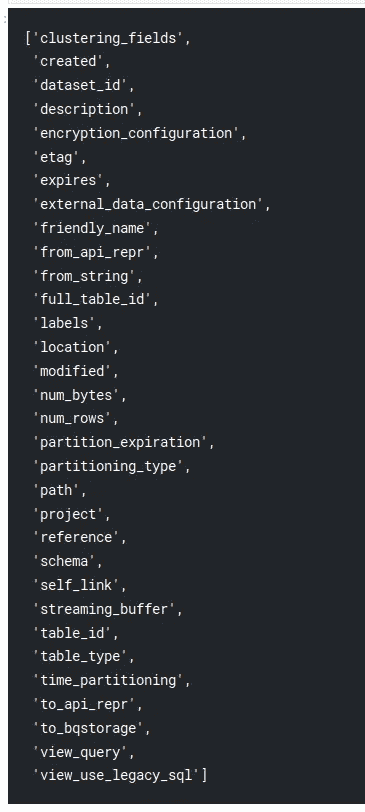 ['clustering_fields',
'created',
'dataset_id',
'description',
'encryption_configuration',
'etag',
'expires',
'external_data_configuration',
'friendly_name',
'from_api_repr',
'from_string',
'full_table_id',
'labels',
'location',
'modified',
'num_bytes',
'num_rows',
'partition_expiration',
'partitioning_type',
'path',
'project',
'reference',
'schema',
'self_link',
'streaming_buffer',
'table_id',
'table_type',
'time_partitioning',
'to_api_repr',
'to_bqstorage',
'view_query',
'view_use_legacy_sql']